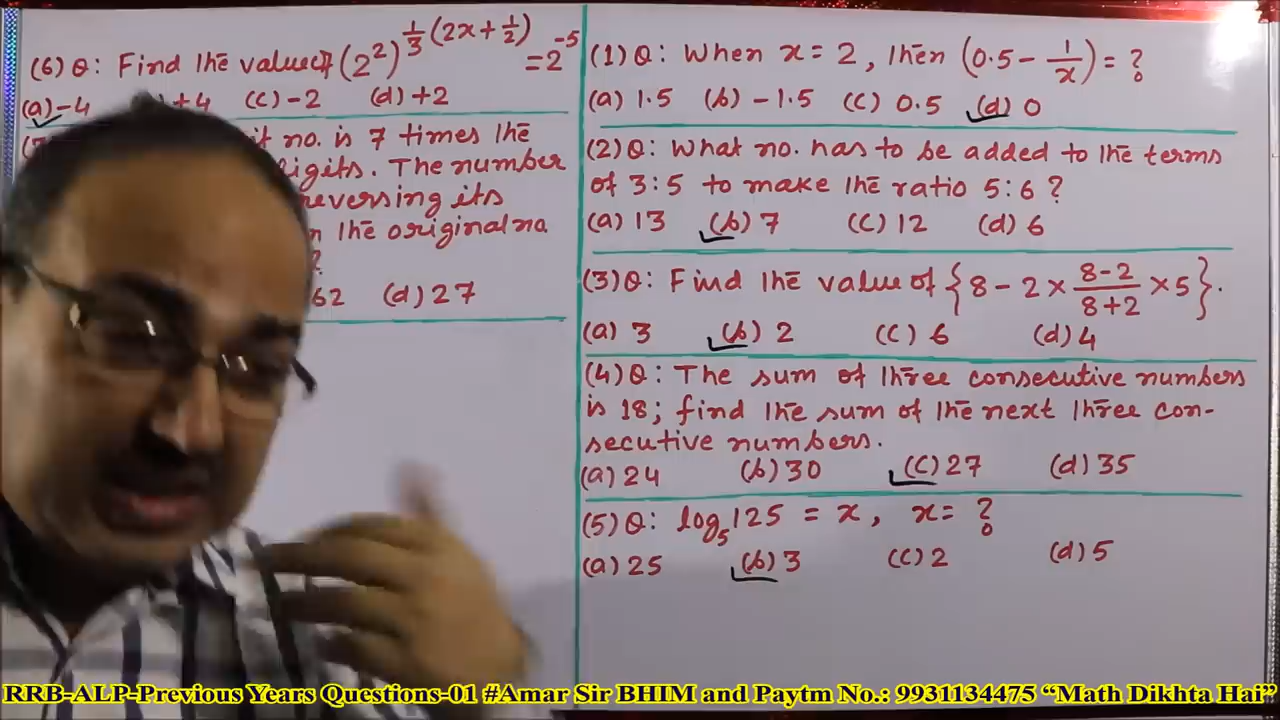 (6) Q: Find the value of (2²)^{1/3(2x+1/2)} = 2⁻⁵
(a) -4 +4 (c) -2 (d) +2
no. is 7 times the
digits. The number
reversing its
the original no.
?
62 (d) 27
(1) Q: When x = 2, then (0.5 - 1/x) = ?
(a) 1.5 (b) -1.5 (c) 0.5 (d) 0
(2) Q: What no. has to be added to the terms
of 3:5 to make the ratio 5:6 ?
(a) 13 (b) 7 (c) 12 (d) 6
(3) Q: Find the value of {8 - 2 × (8-2)/(8+2) × 5}.
(a) 3 (b) 2 (c) 6 (d) 4
(4) Q: The sum of three consecutive numbers
is 18; find the sum of the next three con-
secutive numbers.
(a) 24 (b) 30 (c) 27 (d) 35
(5) Q: log₅125 = x, x = ?
(a) 25 (b) 3 (c) 2 (d) 5
RRB-ALP-Previous Years Questions-01 #Amar Sir BHIM and Paytm No.: 9931134475 “Math Dikhta Hai”